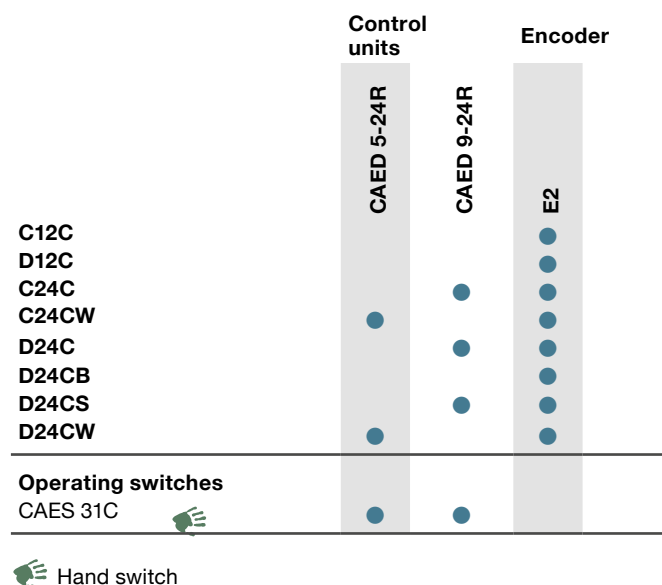 Control
units
Encoder
CAED 5-24R
CAED 9-24R
E2
C12C
D12C
C24C
C24CW
D24C
D24CB
D24CS
D24CW
Operating switches
CAES 31C
Hand switch